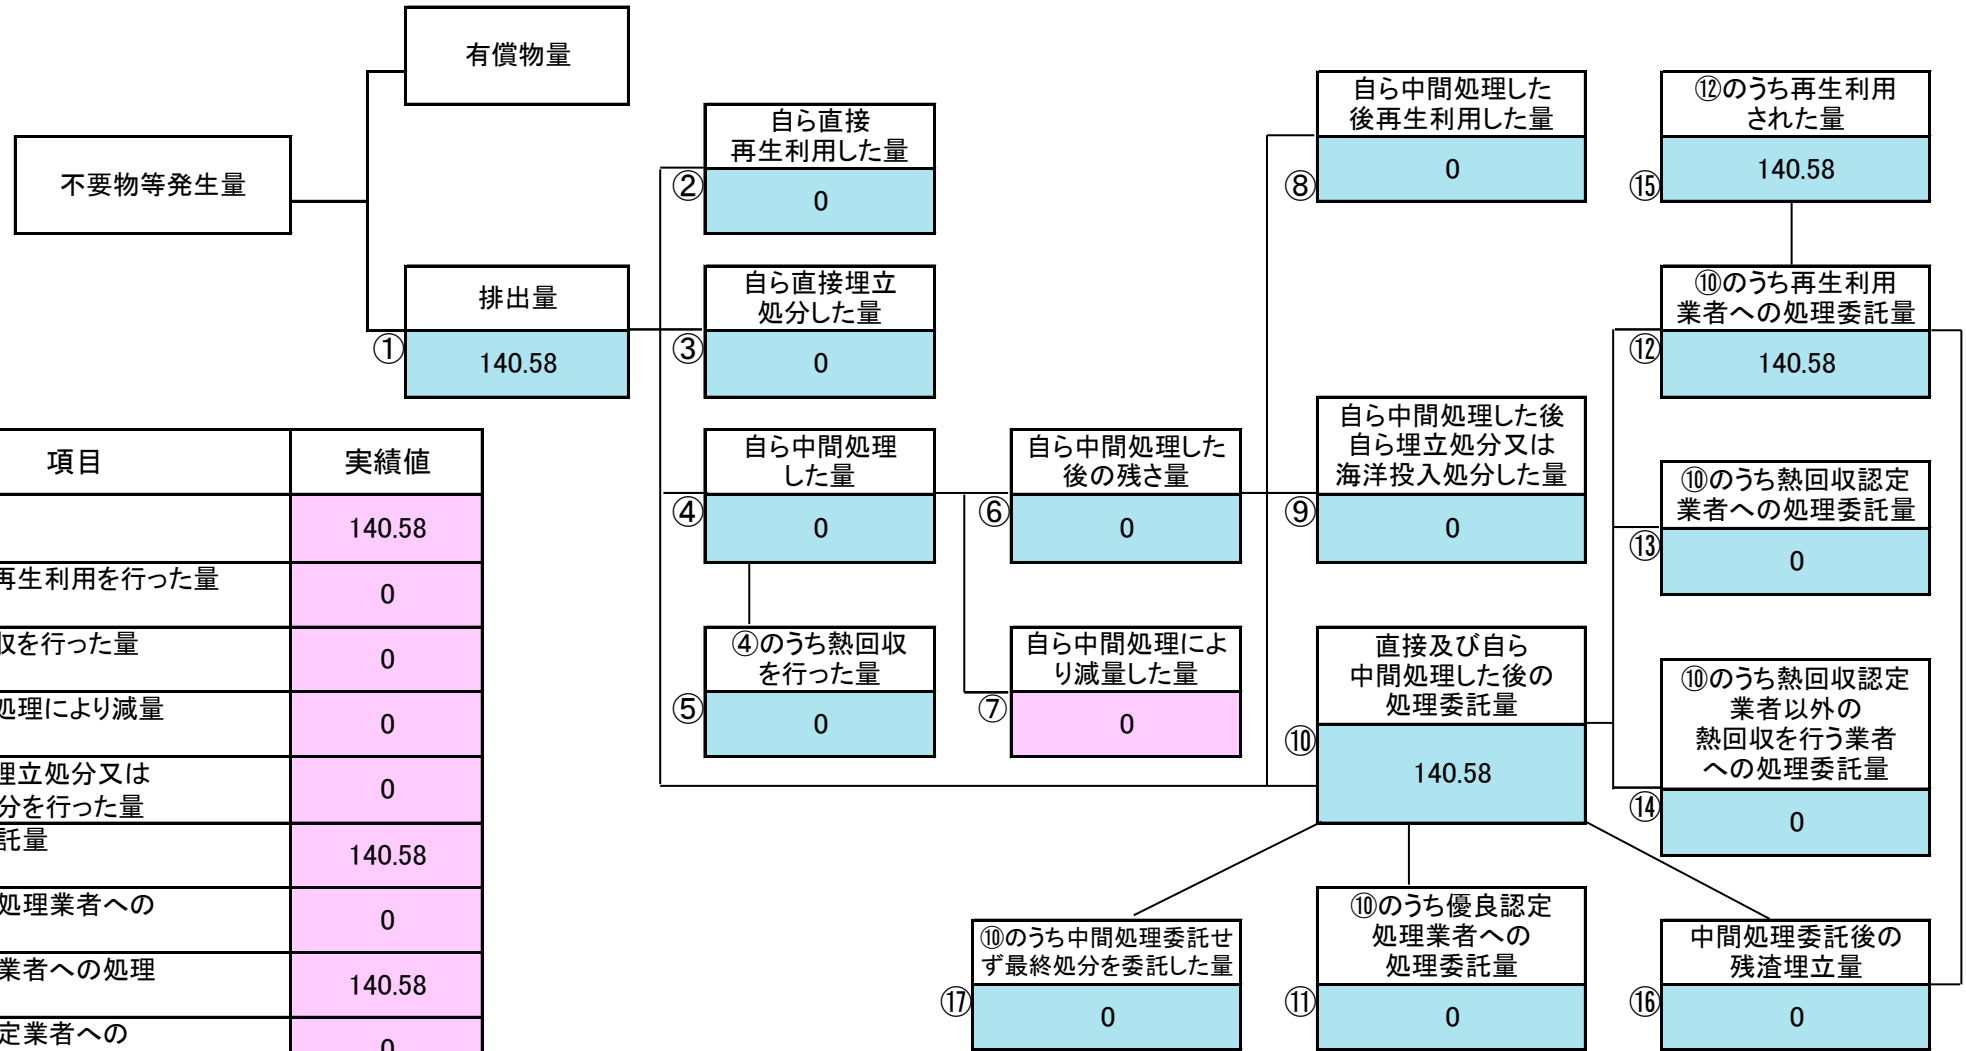 有償物量
不要物等発生量
排出量
①
140.58
自ら直接
再生利用した量
②
0
自ら直接埋立
処分した量
③
0
自ら中間処理
した量
④
0
④のうち熱回収
を行った量
⑤
0
自ら中間処理した
後の残さ量
⑥
0
自ら中間処理によ
り減量した量
⑦
0
自ら中間処理した
後再生利用した量
⑧
0
自ら中間処理した後
自ら埋立処分又は
海洋投入処分した量
⑨
0
直接及び自ら
中間処理した後の
処理委託量
⑩
140.58
⑩のうち優良認定
処理業者への
処理委託量
⑪
0
⑫のうち再生利用
された量
⑮
140.58
⑩のうち再生利用
業者への処理委託量
⑫
140.58
⑩のうち熱回収認定
業者への処理委託量
⑬
0
⑩のうち熱回収認定
業者以外の
熱回収を行う業者
への処理委託量
⑭
0
中間処理委託後の
残渣埋立量
⑯
0
⑩のうち中間処理委託せ
ず最終処分を委託した量
⑰
0
項目 実績値
140.58
再生利用を行った量
0
収を行った量
0
処理により減量
0
埋立処分又は
分を行った量
0
託量
140.58
処理業者への
0
業者への処理
140.58
定業者への
0